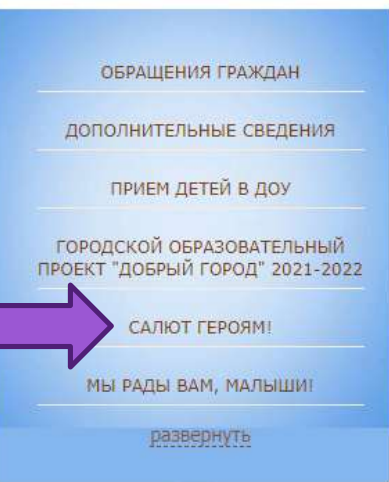 ОБРАЩЕНИЯ ГРАЖДАН
ДОПОЛНИТЕЛЬНЫЕ СВЕДЕНИЯ
ПРИЕМ ДЕТЕЙ В ДОУ
ГОРОДСКОЙ ОБРАЗОВАТЕЛЬНЫЙ
ПРОЕКТ "ДОБРЫЙ ГОРОД" 2021-2022
САЛЮТ ГЕРОЯМ!
МЫ РАДЫ ВАМ, МАЛЫШИ!
развернуть